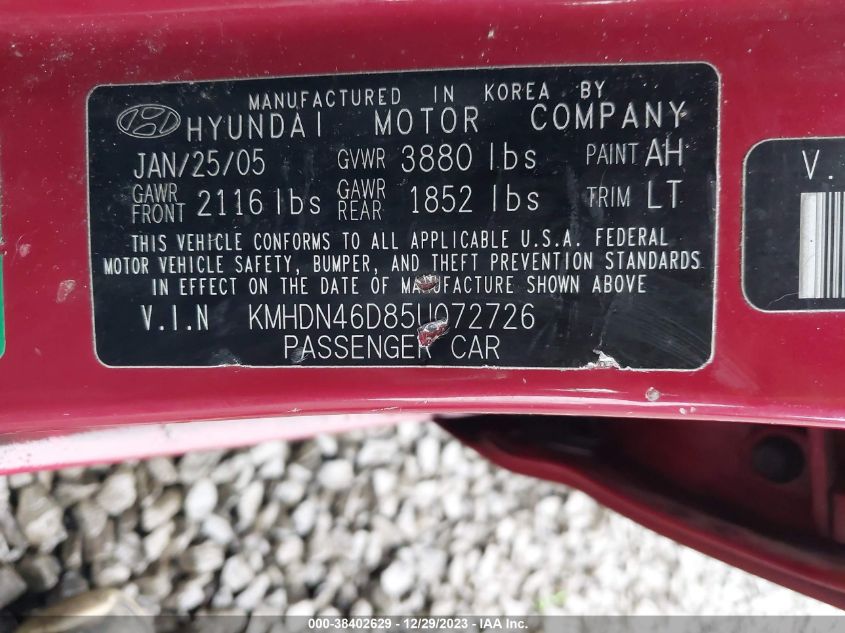 MANUFACTURED IN KOREA BY
HYUNDAI MOTOR COMPANY
JAN/25/05 GVWR 3880 lbs PAINT AH
GAWR FRONT 2116 lbs GAWR REAR 1852 lbs TRIM LT
THIS VEHICLE CONFORMS TO ALL APPLICABLE U.S.A. FEDERAL
MOTOR VEHICLE SAFETY, BUMPER, AND THEFT PREVENTION STANDARDS
IN EFFECT ON THE DATE OF MANUFACTURE SHOWN ABOVE
V.I.N KMHDN46D85U072726
PASSENGER CAR
V.
000-38402629 - 12/29/2023 - IAAI.com